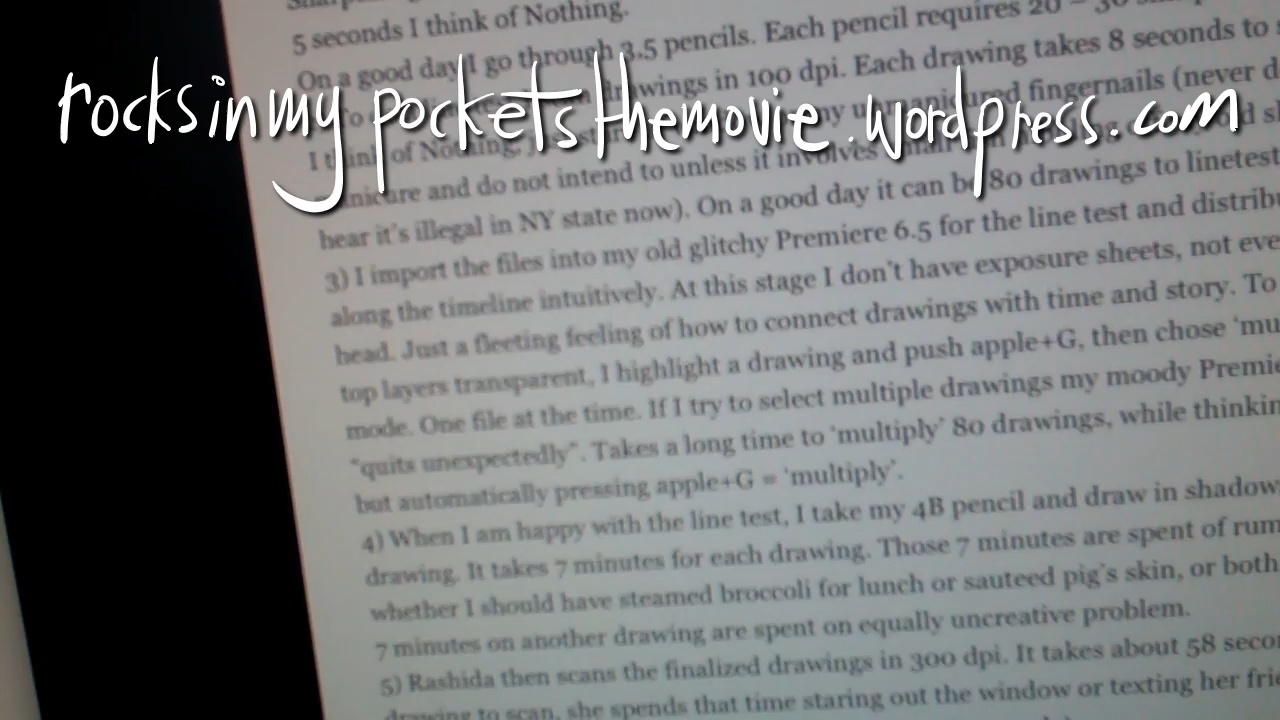 5 seconds I think of Nothing.
On a good day I go through 3.5 pencils. Each pencil requires 20 – 30
drawings in 100 dpi. Each drawing takes 8 seconds to
rocksinmypocketsthemovie.wordpress.com
my unmanicured fingernails (never
I think of Nothing,
manicure and do not intend to unless it involves
hear it's illegal in NY state now). On a good day it can be 80 drawings to linetest
3) I import the files into my old glitchy Premiere 6.5 for the line test and distrib
along the timeline intuitively. At this stage I don't have exposure sheets, not eve
head. Just a fleeting feeling of how to connect drawings with time and story. To
top layers transparent, I highlight a drawing and push apple+G, then chose 'mu
mode. One file at the time. If I try to select multiple drawings my moody Premie
"quits unexpectedly". Takes a long time to 'multiply' 80 drawings, while thinkin
but automatically pressing apple+G = 'multiply'.
4) When I am happy with the line test, I take my 4B pencil and draw in shadow
drawing. It takes 7 minutes for each drawing. Those 7 minutes are spent of rum
whether I should have steamed broccoli for lunch or sauteed pig's skin, or both
7 minutes on another drawing are spent on equally uncreative problem.
5) Rashida then scans the finalized drawings in 300 dpi. It takes about 58 seco
drawing to scan, she spends that time staring out the window or texting her frie